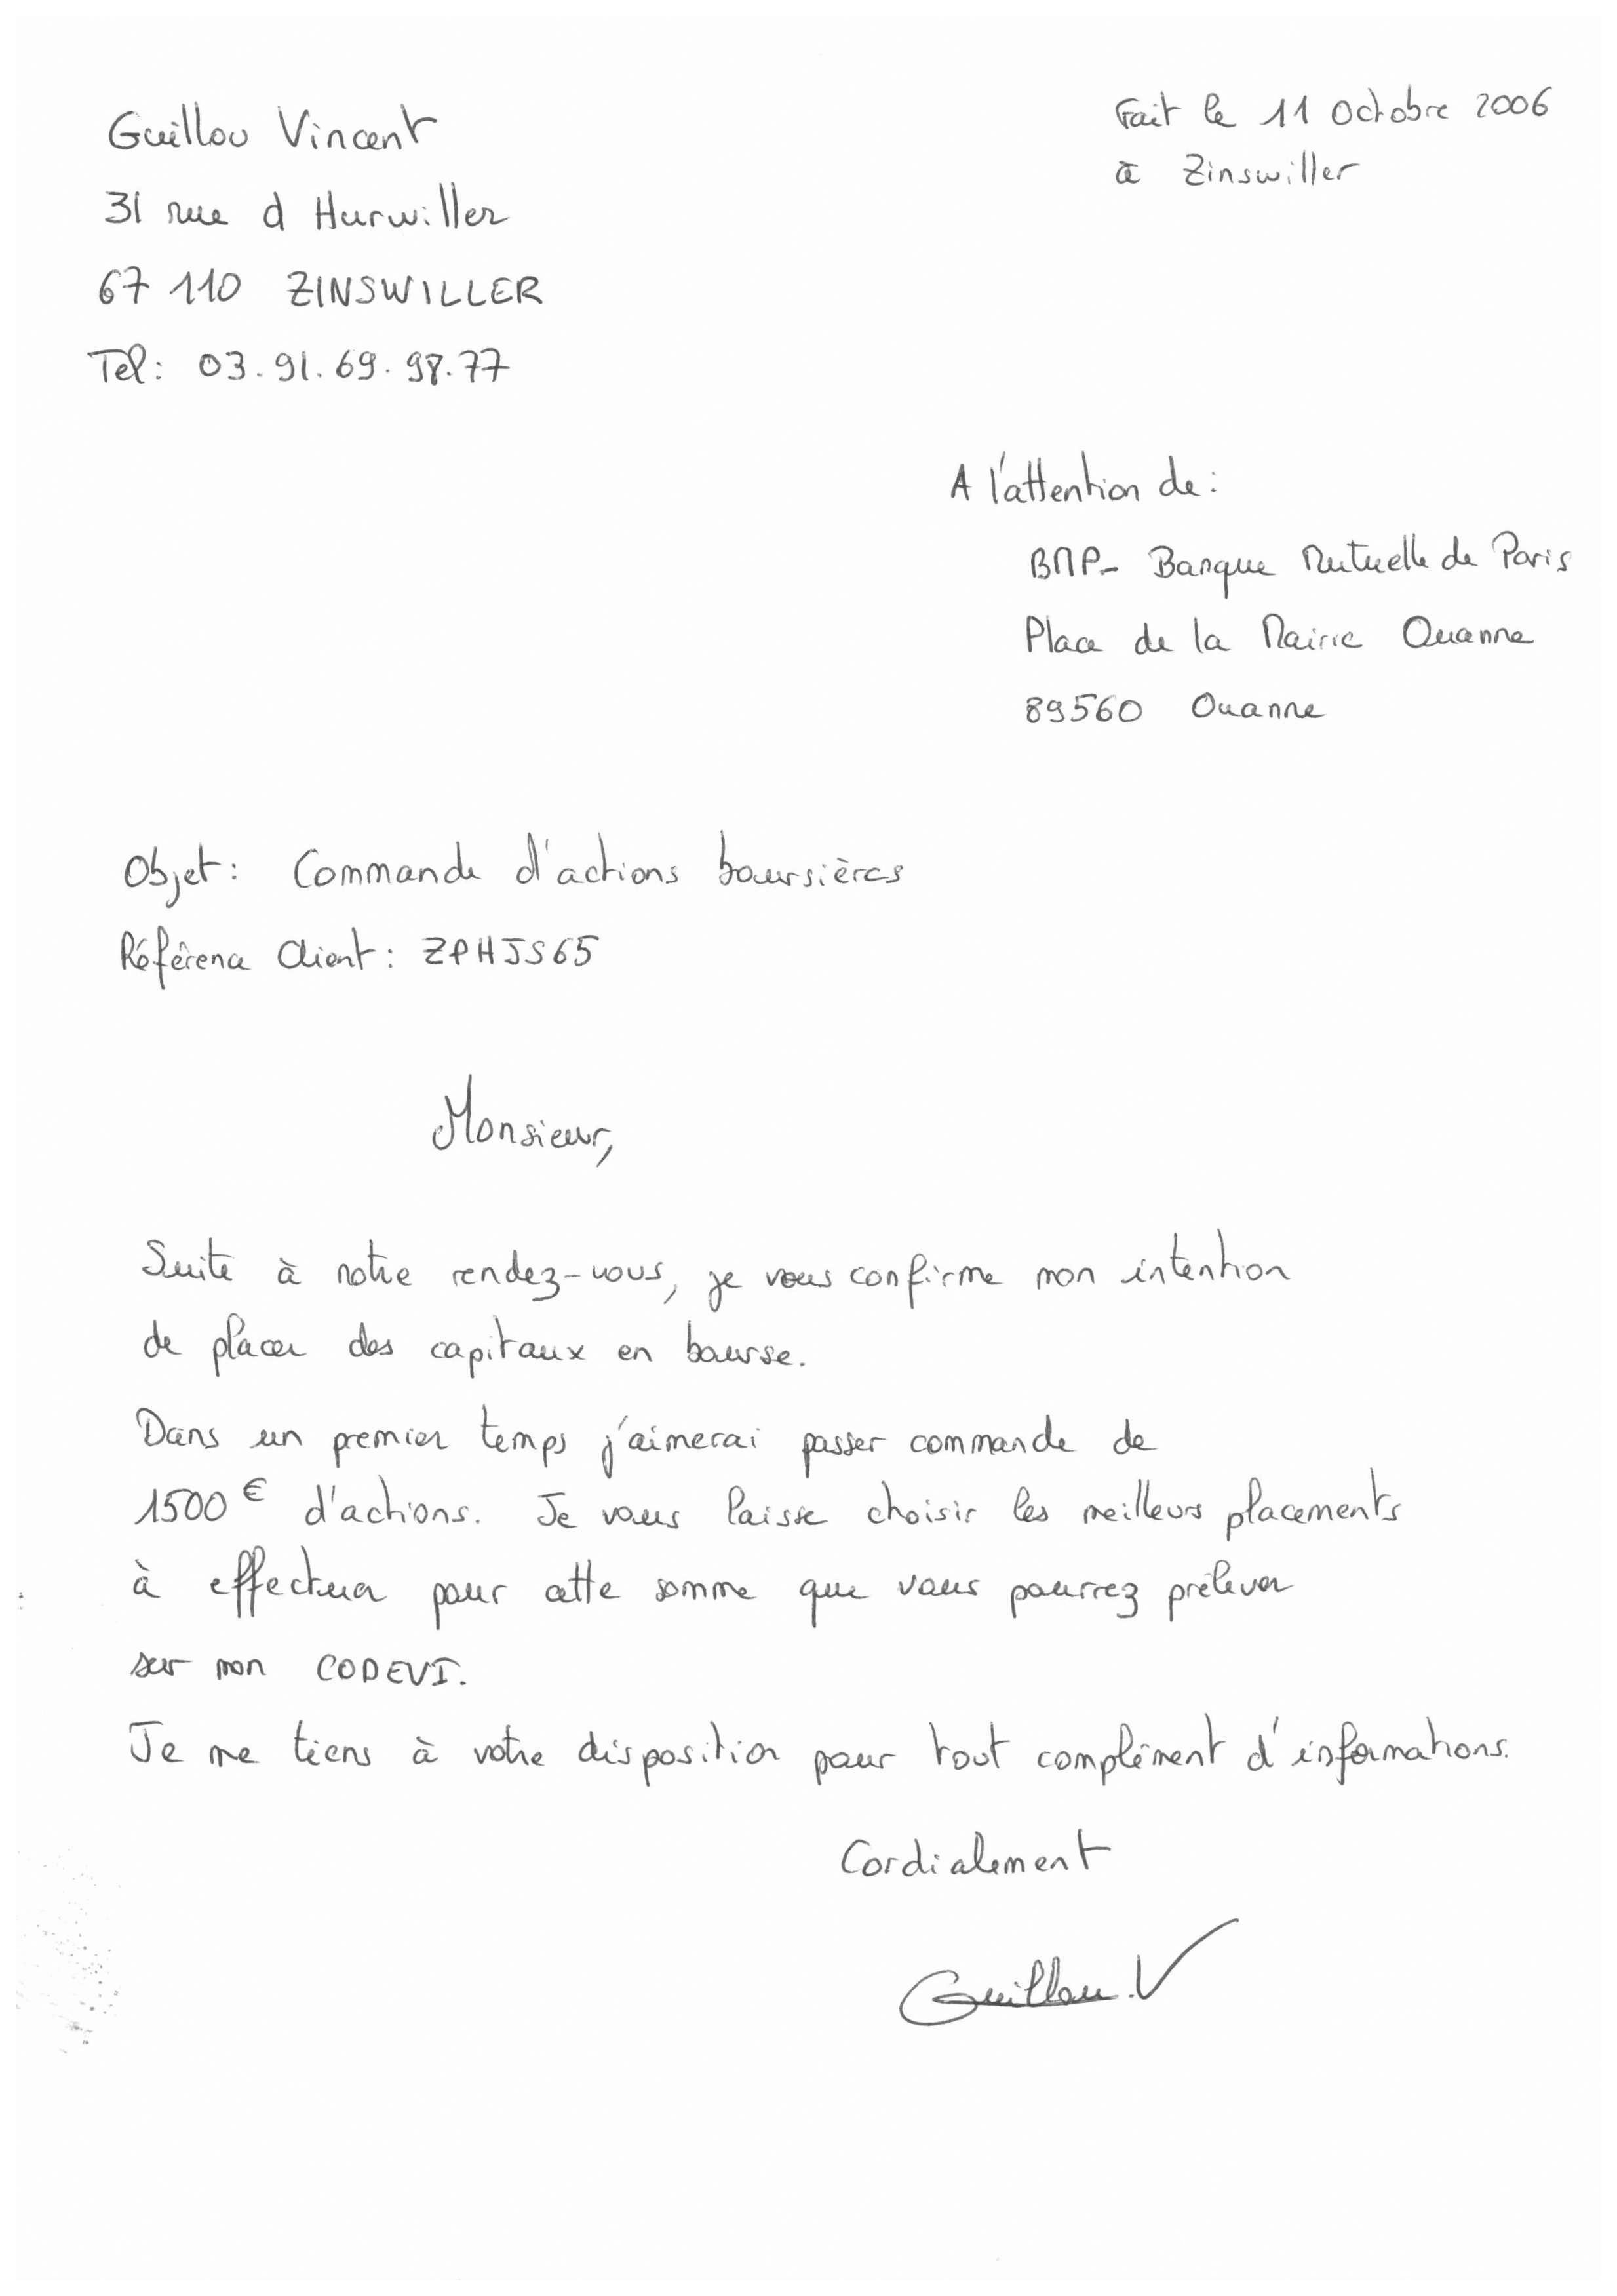 Guillou Vincent
31 rue d Hurwiller
67 110 ZINSWILLER
Tel: 03.91.69.98.77
Fait le 11 Octobre 2006
à Zinswiller
A l'attention de:
BMP- Banque Mutuelle de Paris
Place de la Mairie Ouanne
89560 Ouanne
Objet: Commande d'actions boursières
Référence Client: ZPHJS65
Monsieur,
Suite à notre rendez-vous, je vous confirme mon intention
de placer des capitaux en bourse.
Dans un premier temps j'aimerai passer commande de
1500€ d'actions. Je vous laisse choisir les meilleurs placements
à effectuer pour cette somme que vous pourrez prélever
sur mon CODEVI.
Je me tiens à votre disposition pour tout complément d'informations.
Cordialement
Guillou.V